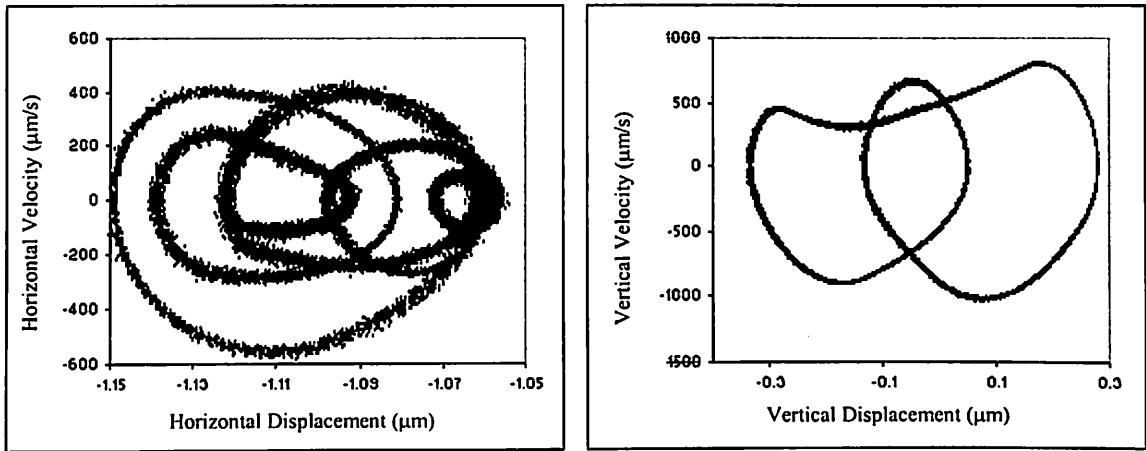 600
400
200
0
-200
-400
-600
-1.15 -1.13 -1.11 -1.09 -1.07 -1.05
Horizontal Velocity (µm/s)
Horizontal Displacement (µm)
1000
500
0
-500
-1000
-1500
-0.3 -0.1 0.1 0.3
Vertical Velocity (µm/s)
Vertical Displacement (µm)